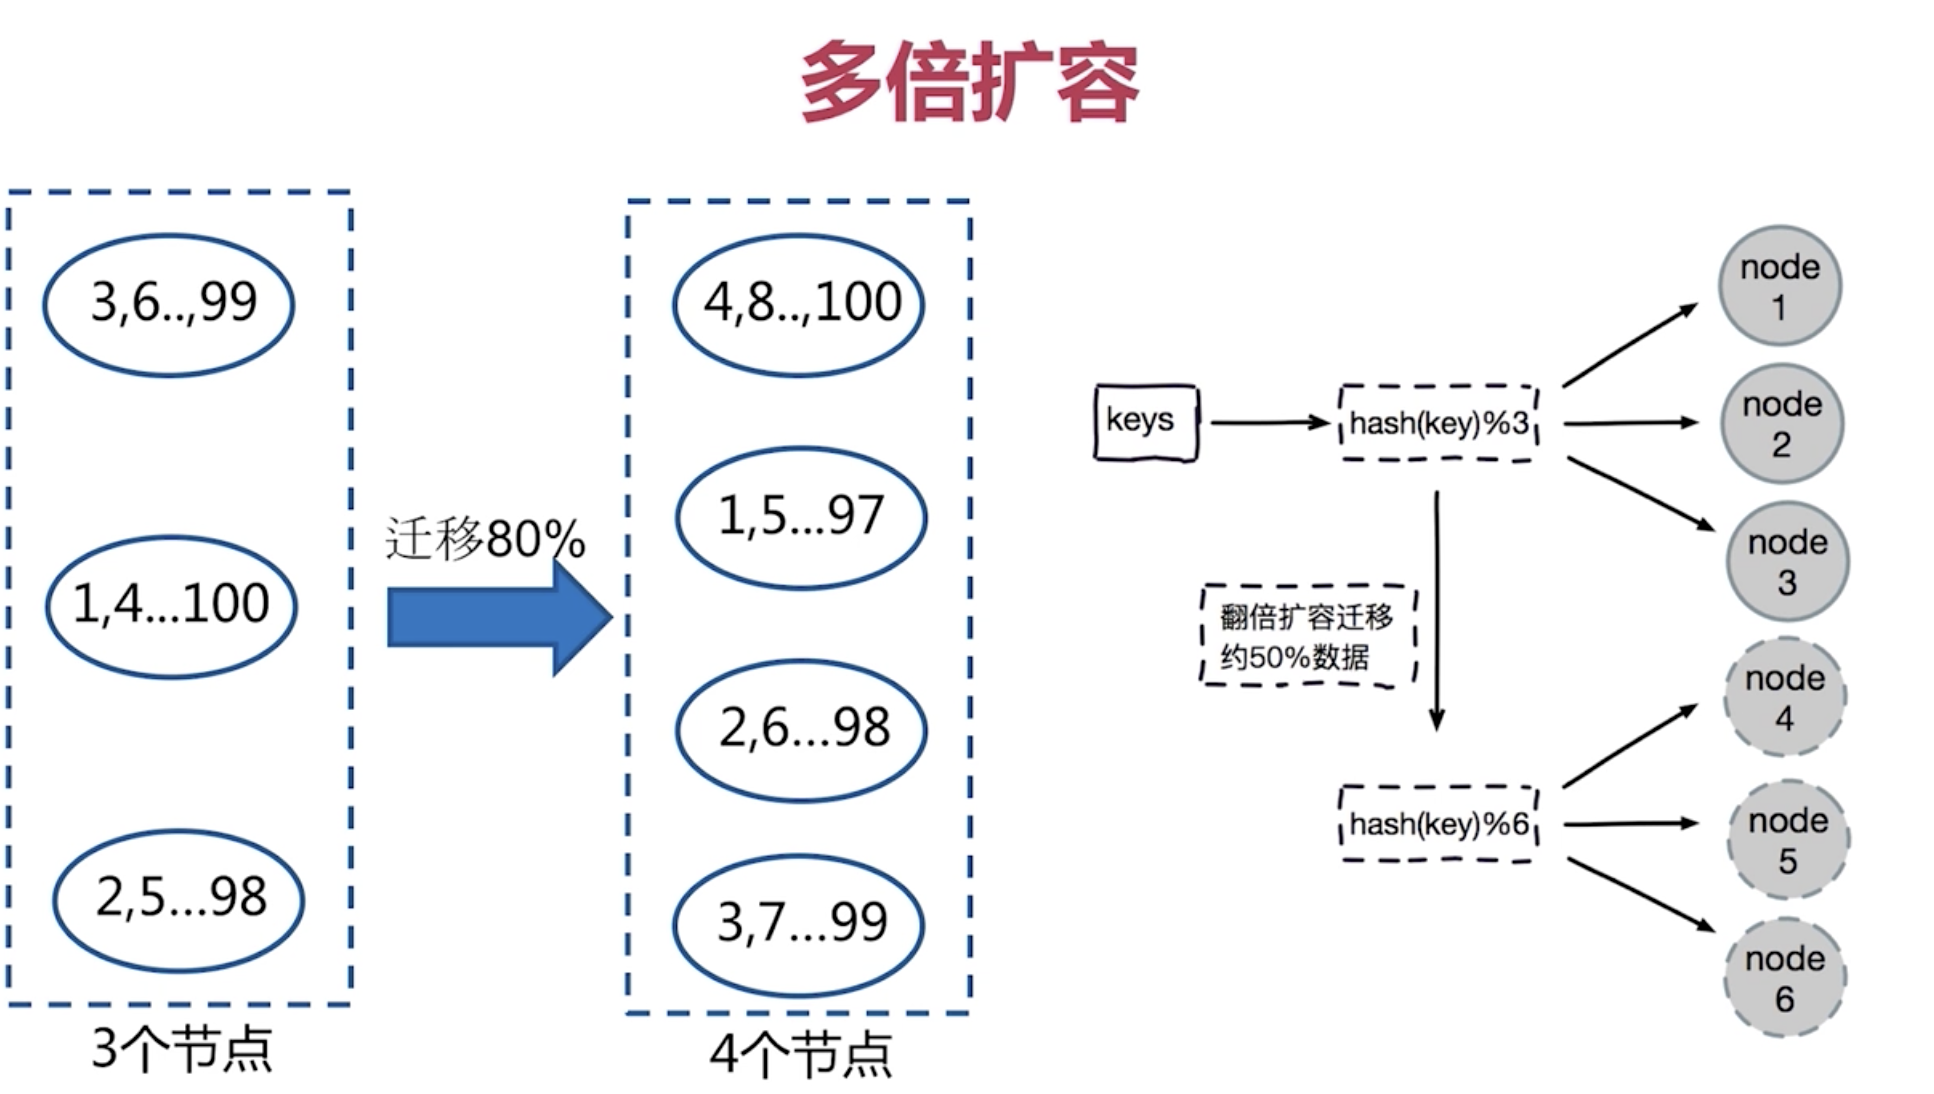 多倍扩容
3,6..,99
1,4...100
2,5...98
3个节点
迁移80%
4,8..,100
1,5...97
2,6...98
3,7...99
4个节点
keys
hash(key)%3
node
1
node
2
node
3
翻倍扩容迁移
约50%数据
hash(key)%6
node
4
node
5
node
6